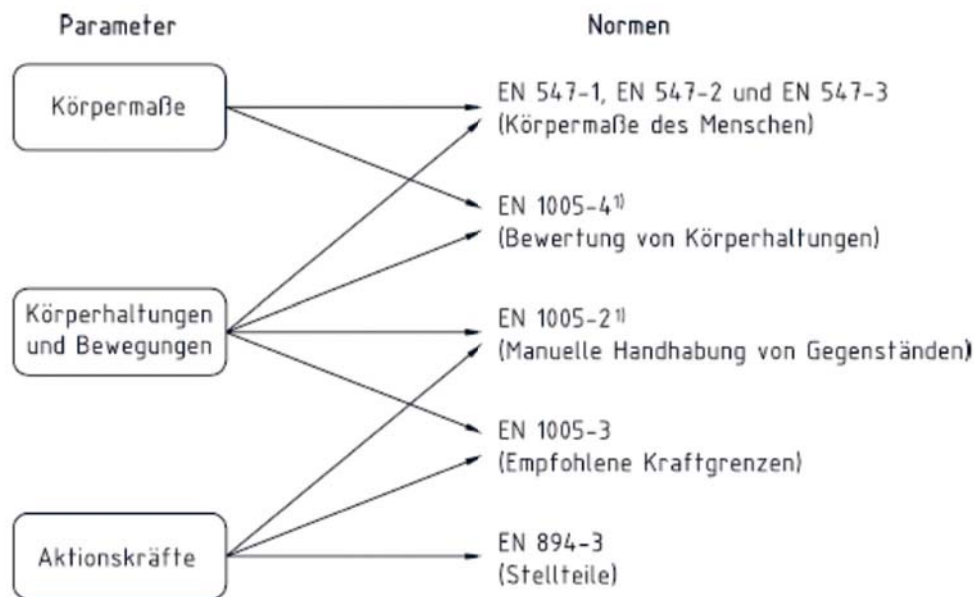 Parameter
Normen
Körpermaße
EN 547-1, EN 547-2 und EN 547-3
(Körpermaße des Menschen)
EN 1005-4¹⁾
(Bewertung von Körperhaltungen)
Körperhaltungen
und Bewegungen
EN 1005-2¹⁾
(Manuelle Handhabung von Gegenständen)
EN 1005-3
(Empfohlene Kraftgrenzen)
Aktionskräfte
EN 894-3
(Stellteile)